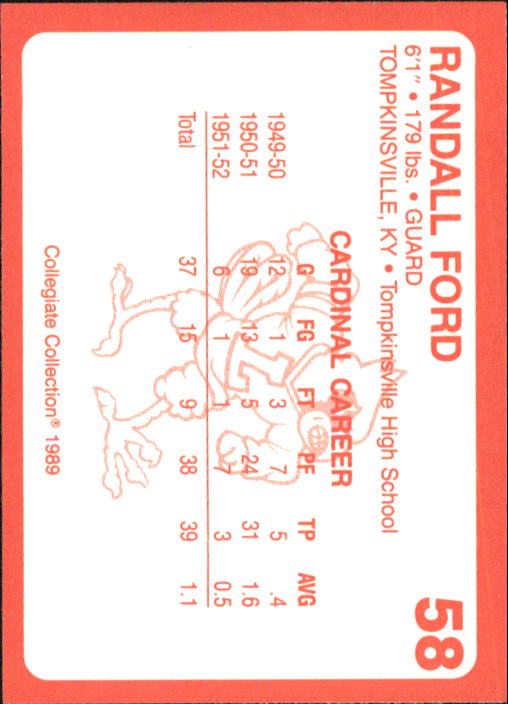 RANDALL FORD 58
6'1" • 179 lbs. • GUARD
TOMPKINSVILLE, KY • Tompkinsville High School
CARDINAL CAREER
G FG FT PF TP AVG
1949-50 12 1 3 7 5 .4
1950-51 19 13 5 24 31 1.6
1951-52 6 1 1 7 3 0.5
Total 37 15 9 38 39 1.1
Collegiate Collection® 1989
L